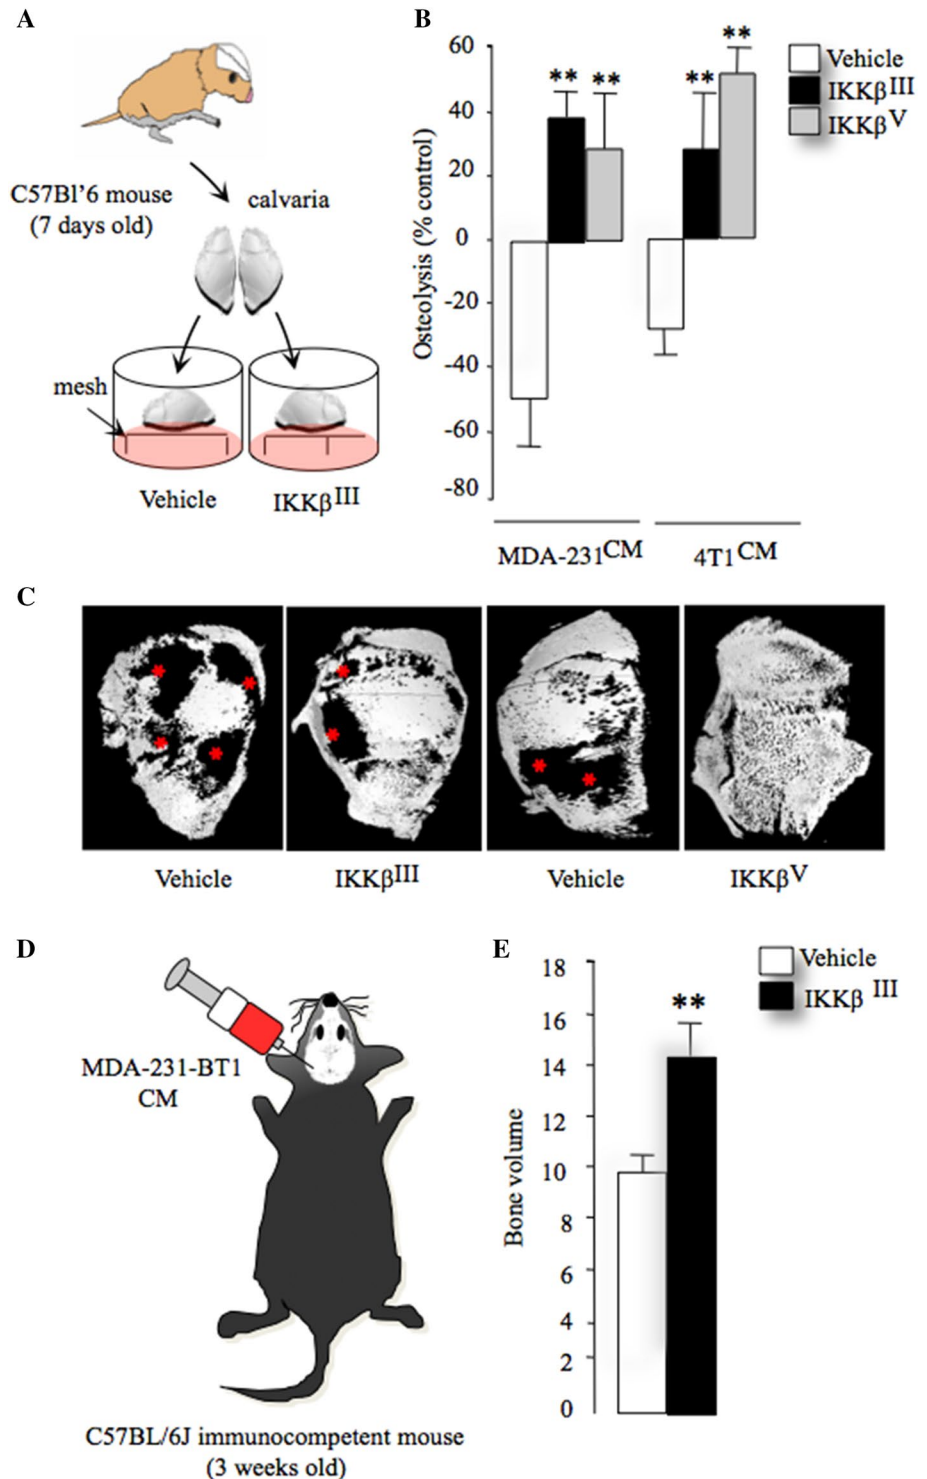 A
C57Bl'6 mouse
(7 days old)
calvaria
mesh
Vehicle
IKKβIII
B
Osteolysis (% control)
60
40
20
0
-20
-40
-60
-80
** ** ** **
Vehicle
IKKβIII
IKKβV
MDA-231CM
4T1CM
C
* * * *
* *
* *
Vehicle
IKKβIII
Vehicle
IKKβV
D
MDA-231-BT1
CM
C57BL/6J immunocompetent mouse
(3 weeks old)
E
Bone volume
18
16
14
12
10
8
6
4
2
0
**
Vehicle
IKKβ III